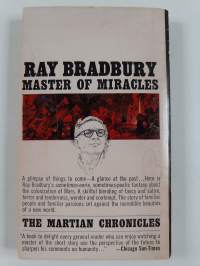 RAY BRADBURY
MASTER OF MIRACLES
A glimpse of things to come—A glance at the past...Here is
Ray Bradbury's sometimes-eerie, sometimes-poetic fantasy about
the colonization of Mars. A skillful blending of fancy and satire,
terror and tenderness, wonder and contempt. The story of familiar
people and familiar passions set against the incredible beauties
of a new world.
THE MARTIAN CHRONICLES
"A book to delight every general reader who can enjoy watching a
master of the short story use the perspective of the future to
sharpen his comments on humanity..." —Chicago Sun-Times